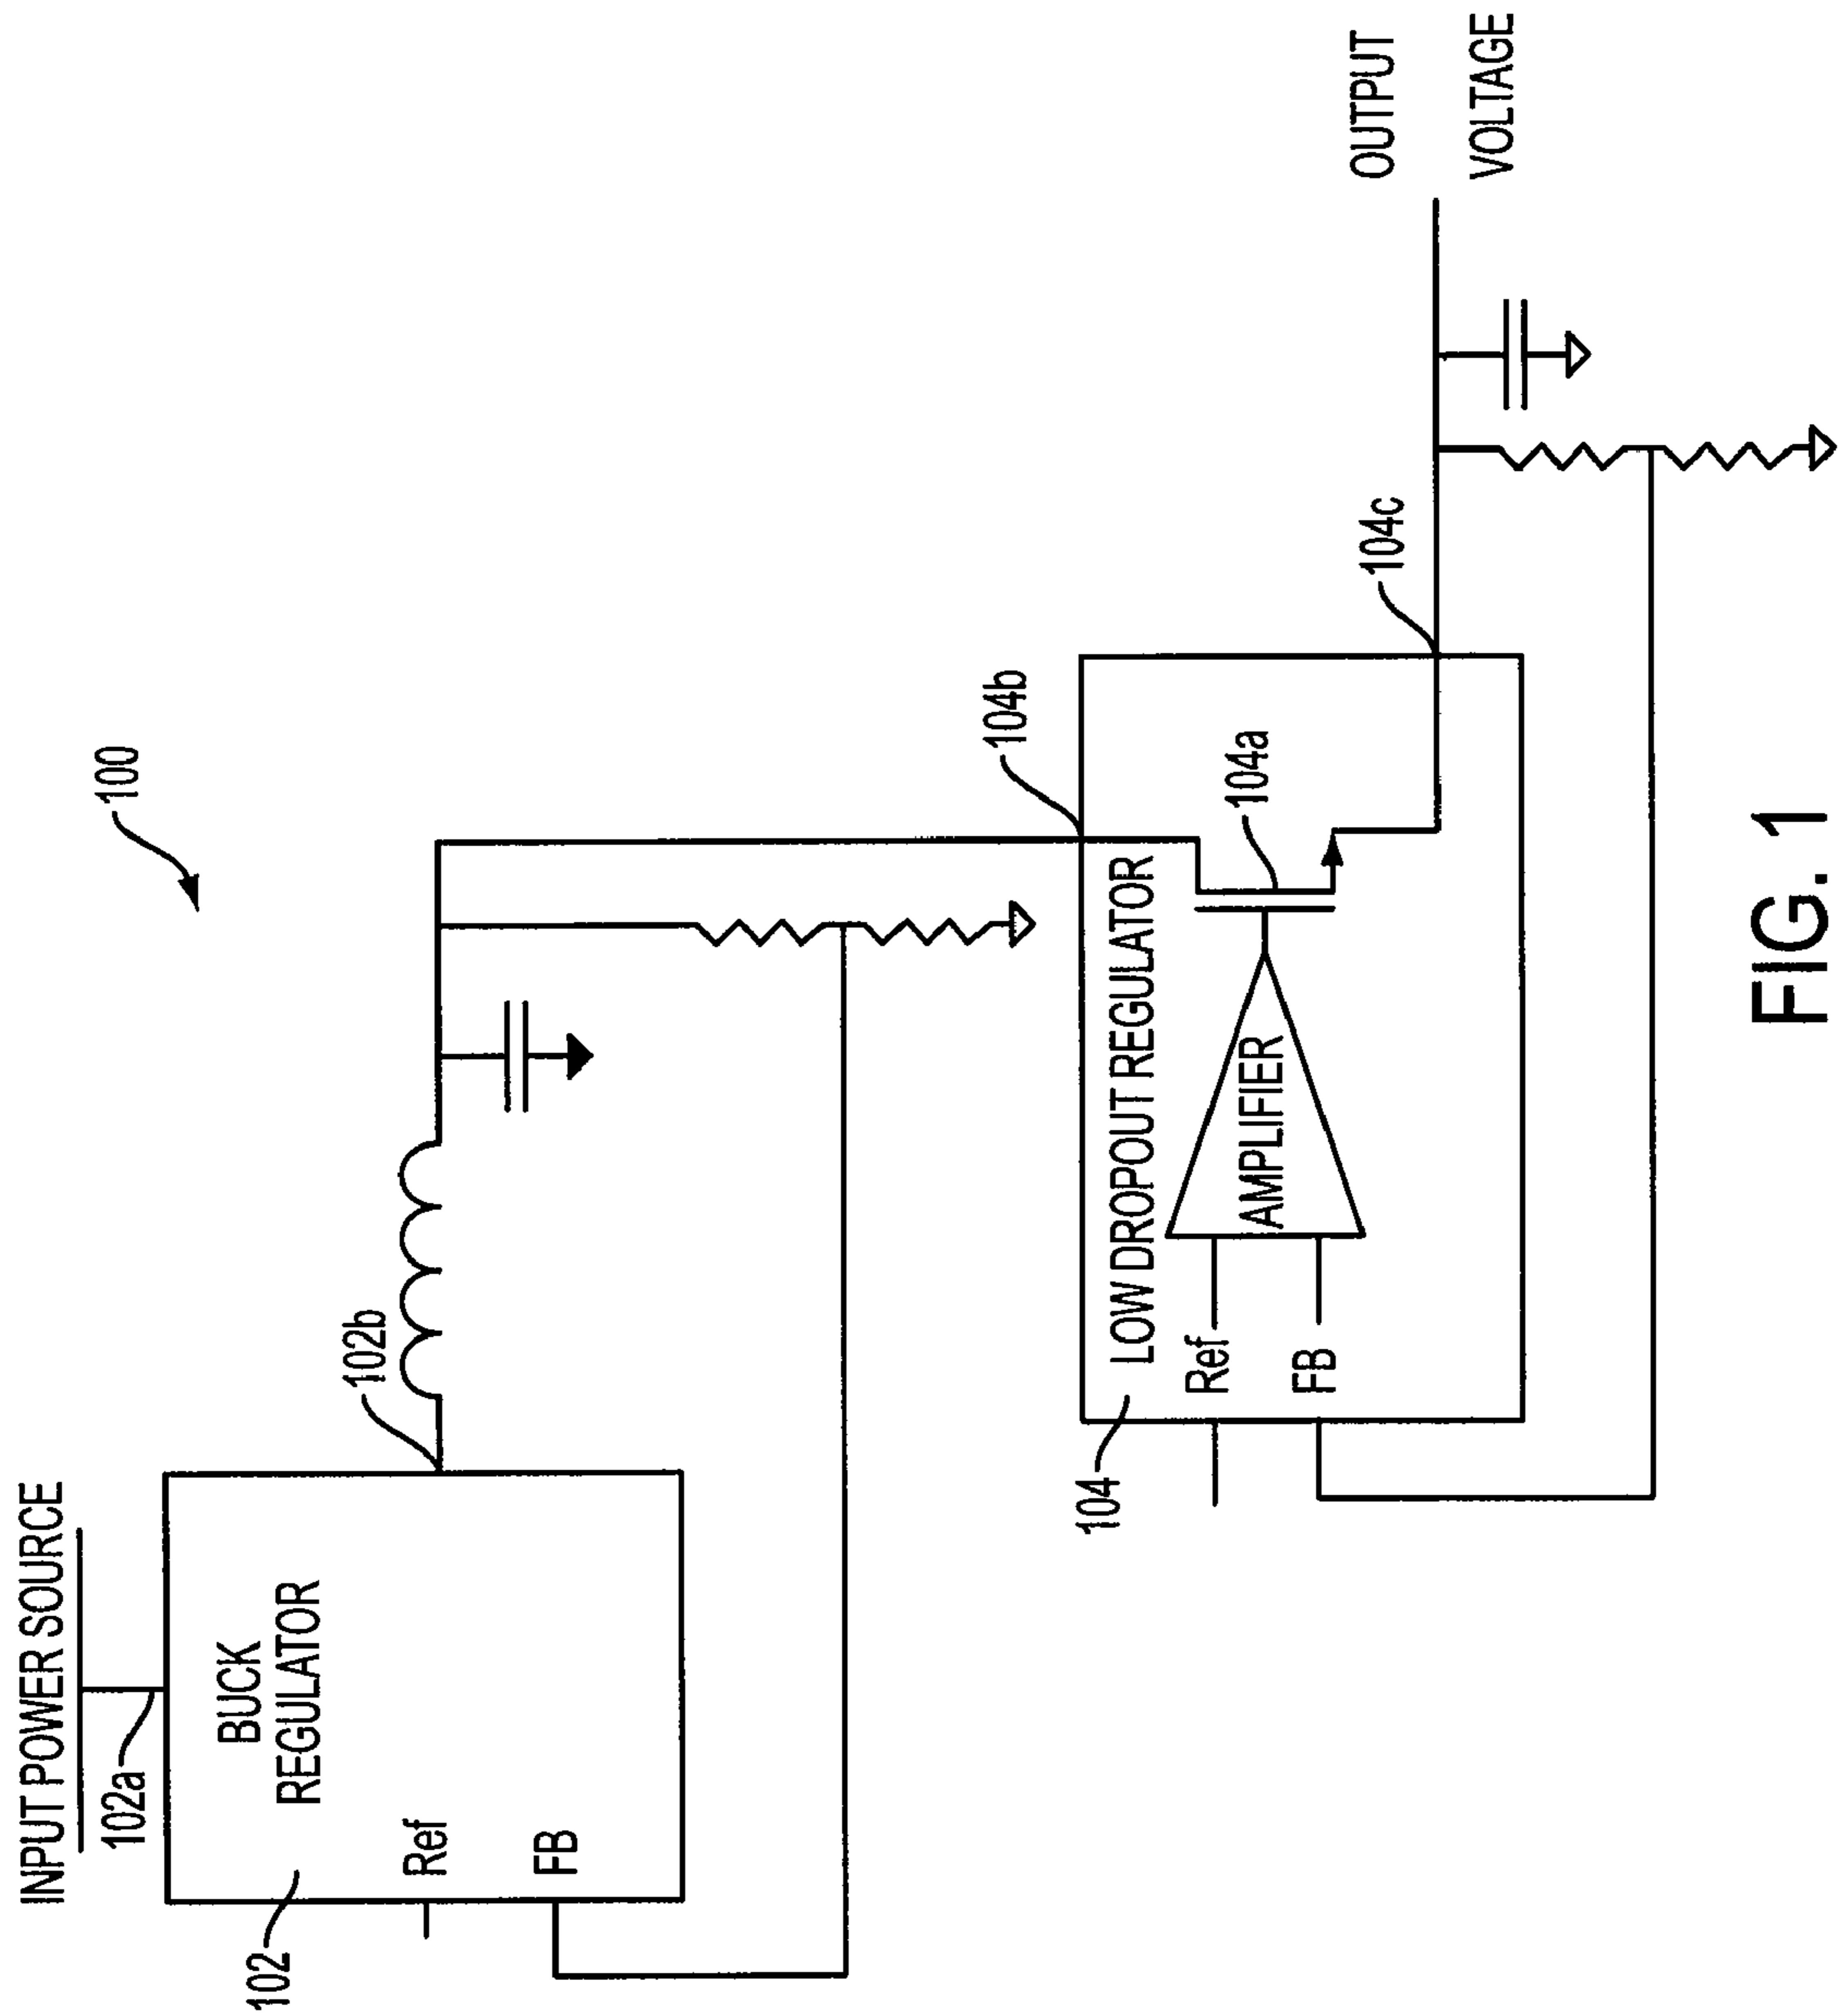 100
INPUT POWER SOURCE
102a
102
BUCK
REGULATOR
Ref
FB
102b
104b
104
LOW DROPOUT REGULATOR
Ref
FB
AMPLIFIER
104a
104c
OUTPUT
VOLTAGE
FIG. 1